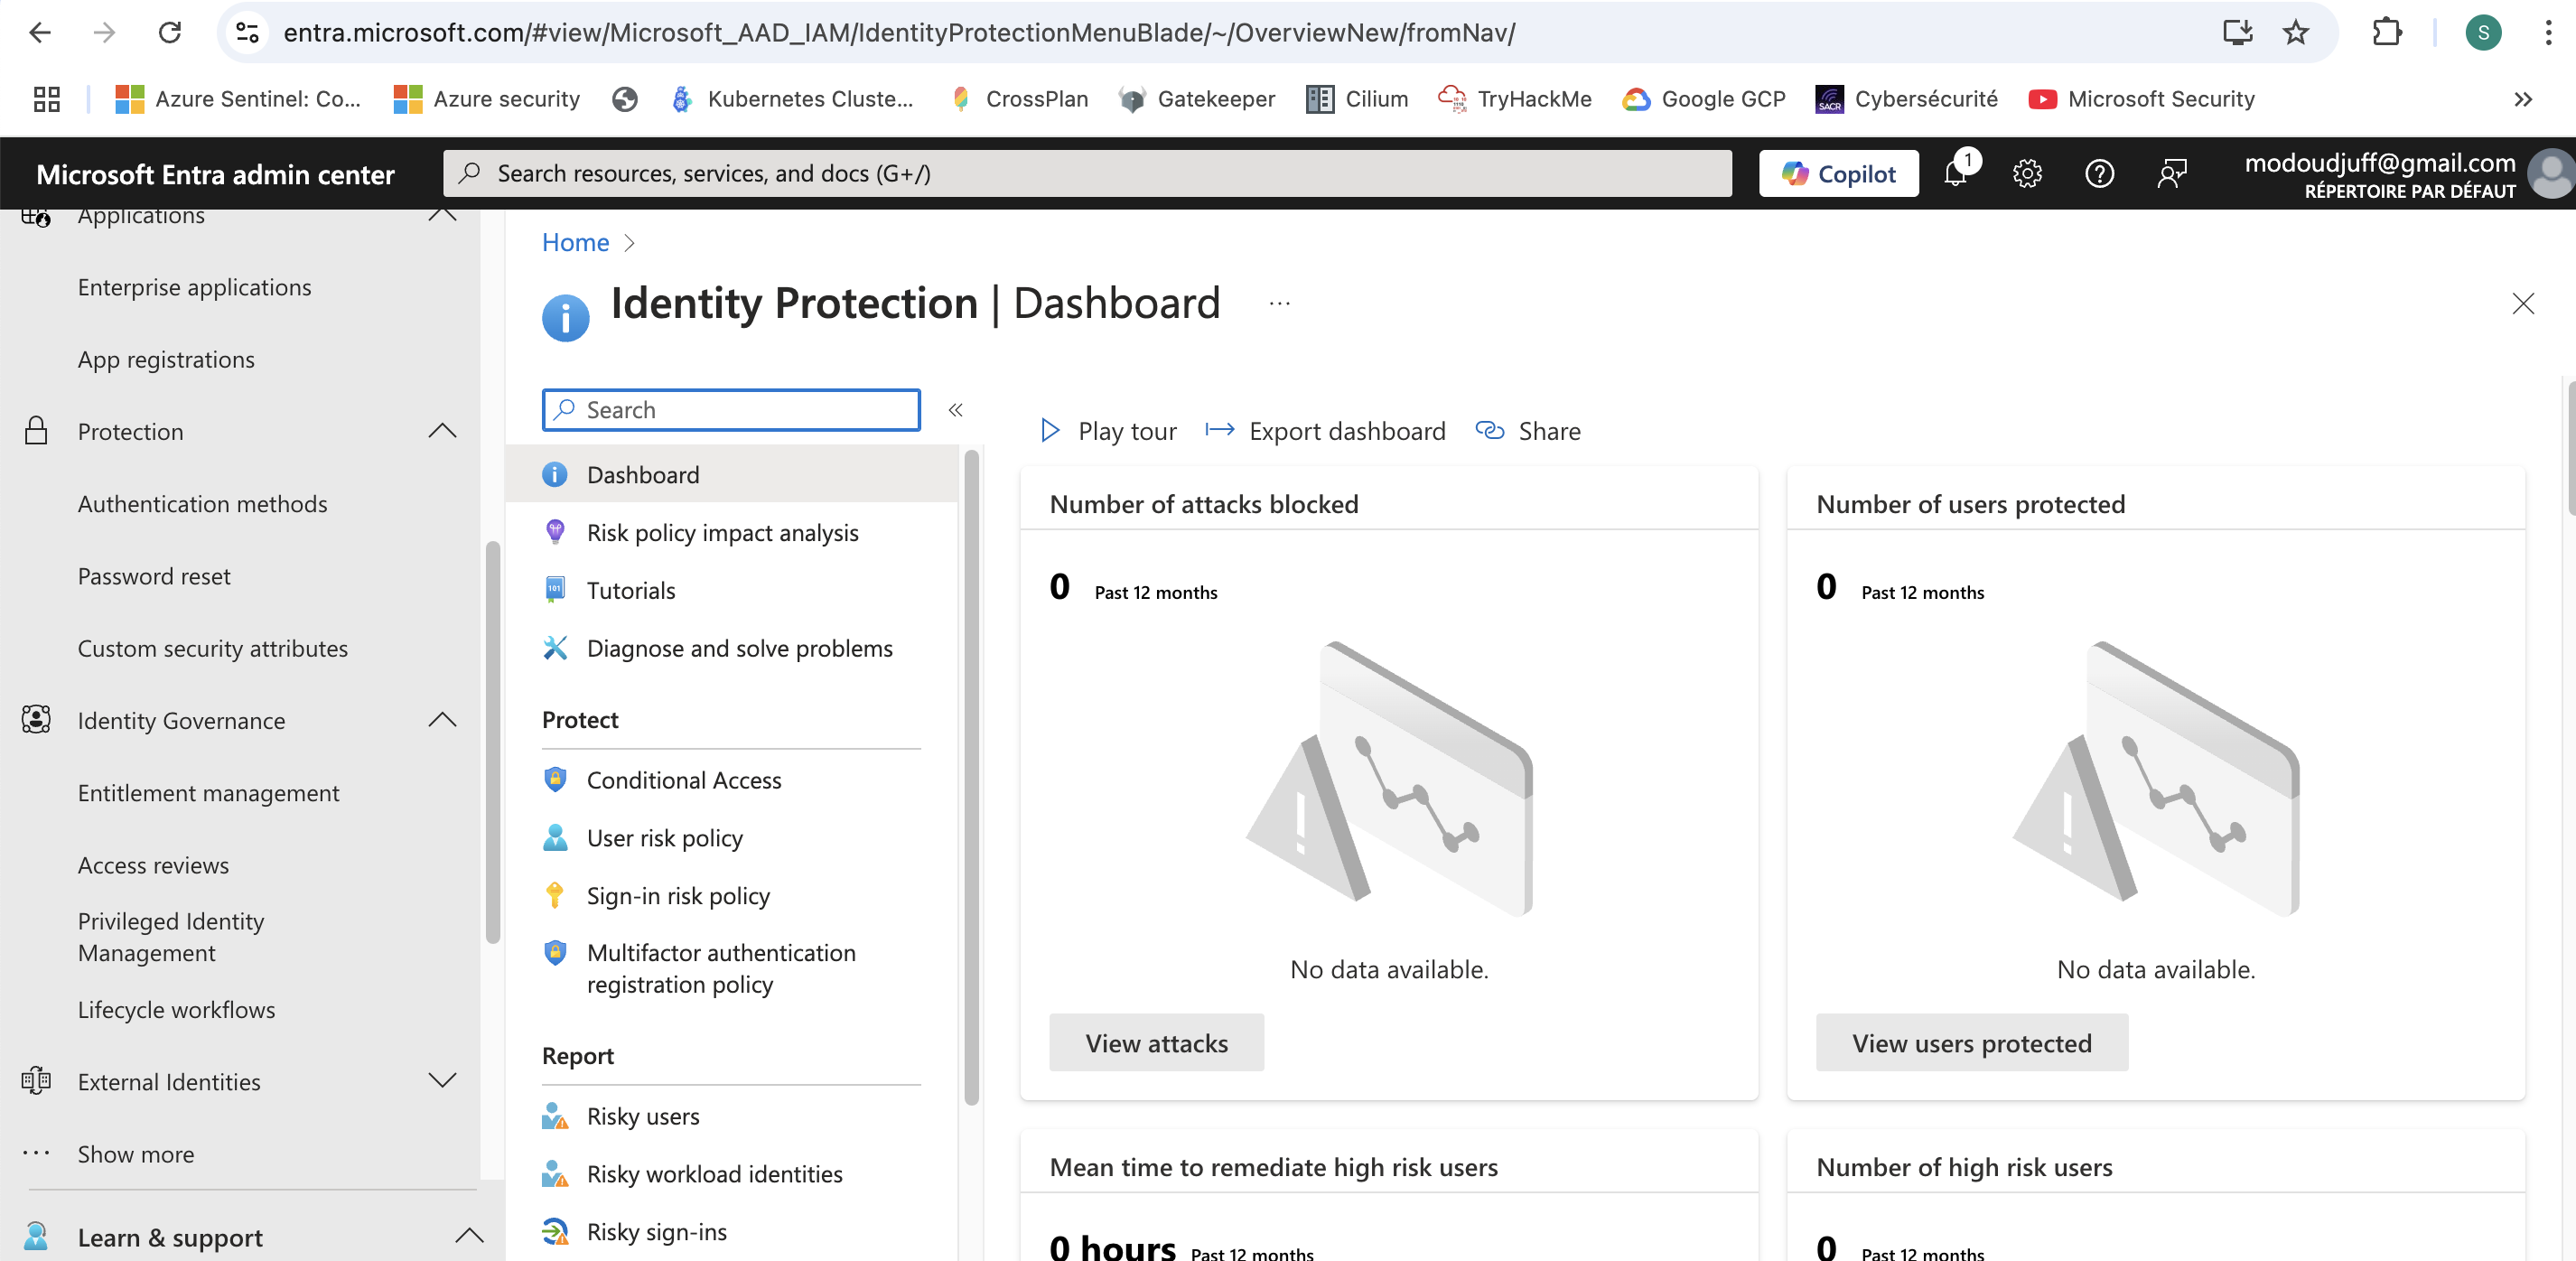 entra.microsoft.com/#view/Microsoft_AAD_IAM/IdentityProtectionMenuBlade/~/OverviewNew/fromNav/
S
Azure Sentinel: Co...
Azure security
Kubernetes Cluste...
CrossPlan
Gatekeeper
Cilium
TryHackMe
Google GCP
SACR
Cybersécurité
Microsoft Security
Microsoft Entra admin center
Search resources, services, and docs (G+/)
Copilot
1
modoudjuff@gmail.com
RÉPERTOIRE PAR DÉFAUT
Applications
Enterprise applications
App registrations
Protection
Authentication methods
Password reset
Custom security attributes
Identity Governance
Entitlement management
Access reviews
Privileged Identity
Management
Lifecycle workflows
External Identities
Show more
Learn & support
Home
Identity Protection | Dashboard
Search
Dashboard
Risk policy impact analysis
Tutorials
Diagnose and solve problems
Protect
Conditional Access
User risk policy
Sign-in risk policy
Multifactor authentication
registration policy
Report
Risky users
Risky workload identities
Risky sign-ins
Play tour
Export dashboard
Share
Number of attacks blocked
0 Past 12 months
No data available.
View attacks
Number of users protected
0 Past 12 months
No data available.
View users protected
Mean time to remediate high risk users
0 hours Past 12 months
Number of high risk users
0 Past 12 months